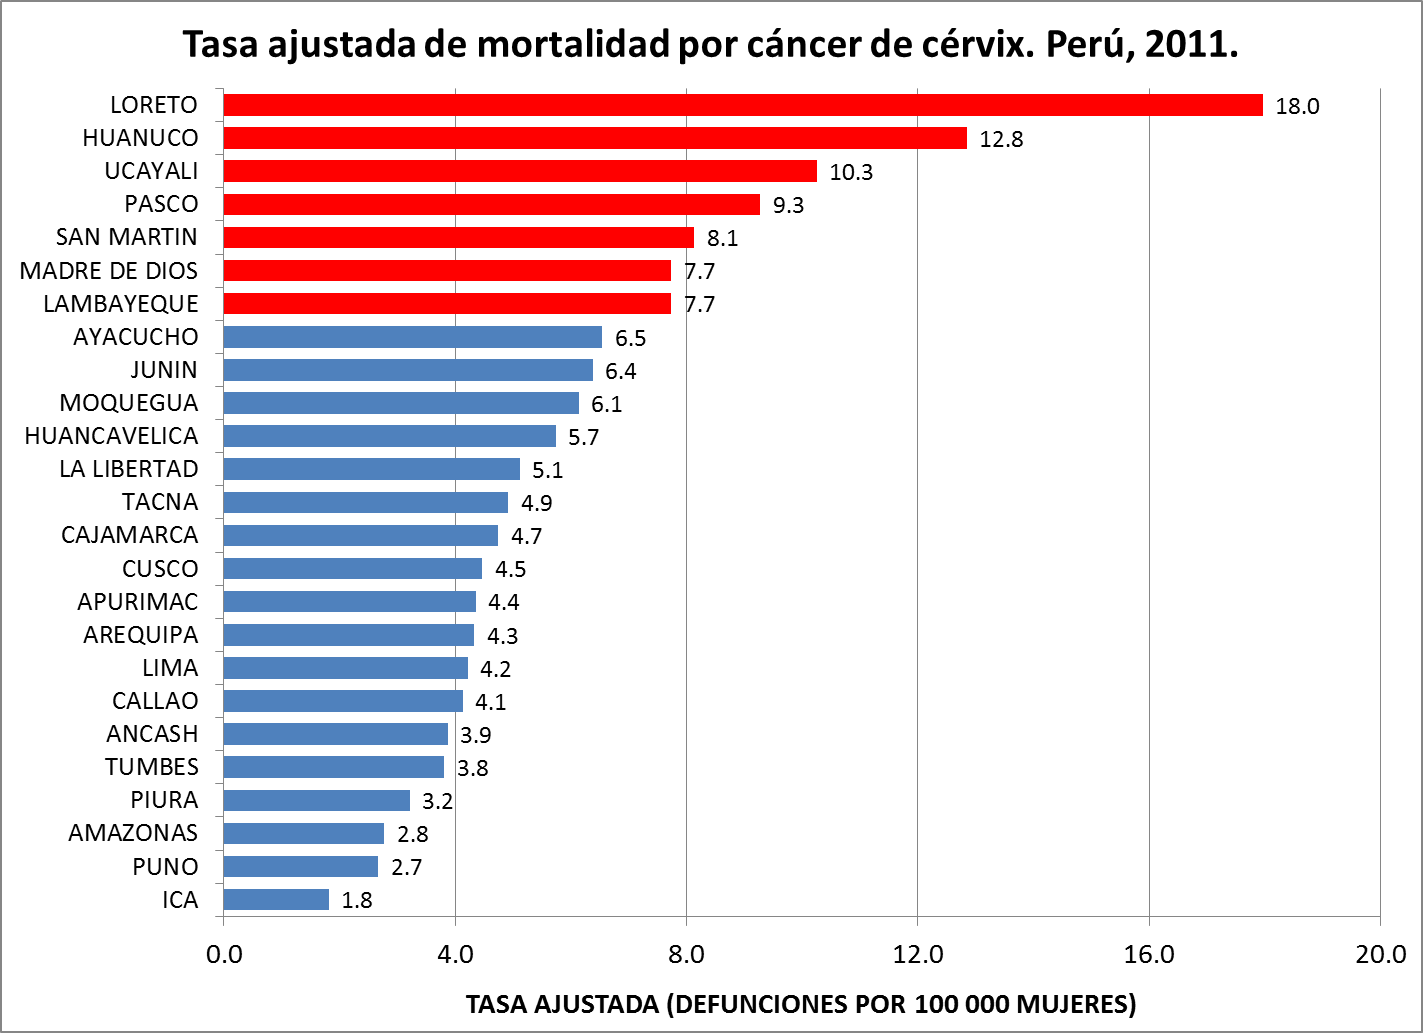 Tasa ajustada de mortalidad por cáncer de cérvix. Perú, 2011.
LORETO 18.0
HUANUCO 12.8
UCAYALI 10.3
PASCO 9.3
SAN MARTIN 8.1
MADRE DE DIOS 7.7
LAMBAYEQUE 7.7
AYACUCHO 6.5
JUNIN 6.4
MOQUEGUA 6.1
HUANCAVELICA 5.7
LA LIBERTAD 5.1
TACNA 4.9
CAJAMARCA 4.7
CUSCO 4.5
APURIMAC 4.4
AREQUIPA 4.3
LIMA 4.2
CALLAO 4.1
ANCASH 3.9
TUMBES 3.8
PIURA 3.2
AMAZONAS 2.8
PUNO 2.7
ICA 1.8
0.0 4.0 8.0 12.0 16.0 20.0
TASA AJUSTADA (DEFUNCIONES POR 100 000 MUJERES)